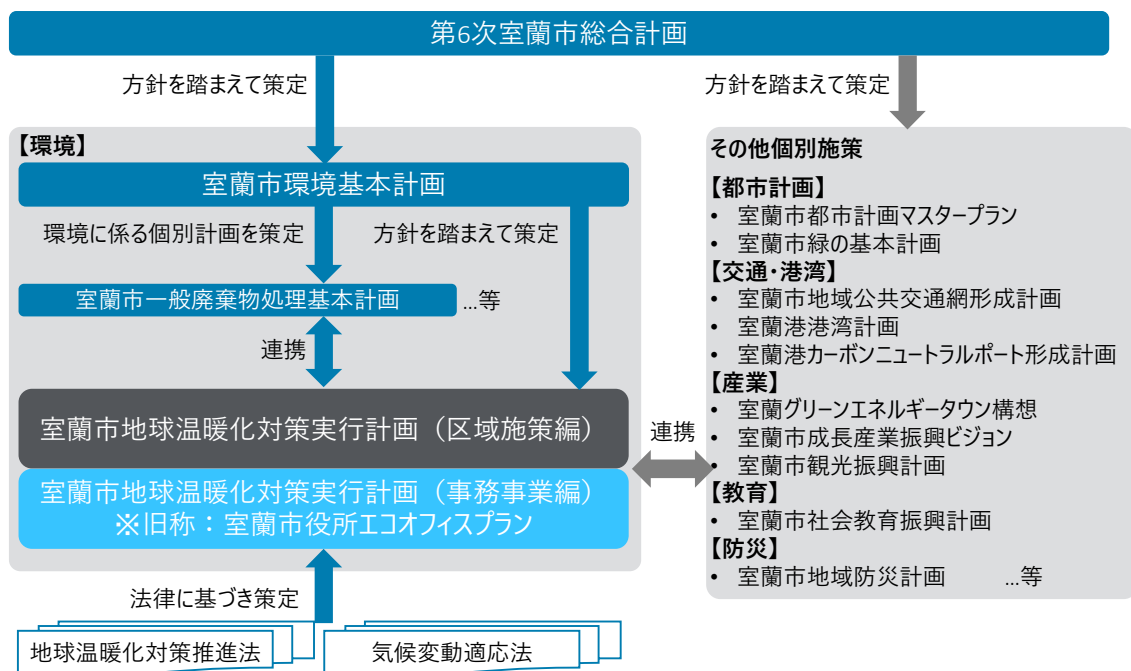 第6次室蘭市総合計画
方針を踏まえて策定
方針を踏まえて策定
【環境】
室蘭市環境基本計画
環境に係る個別計画を策定
方針を踏まえて策定
室蘭市一般廃棄物処理基本計画
…等
連携
室蘭市地球温暖化対策実行計画（区域施策編）
室蘭市地球温暖化対策実行計画（事務事業編）
※旧称：室蘭市役所エコオフィスプラン
法律に基づき策定
地球温暖化対策推進法
気候変動適応法
連携
その他個別施策
【都市計画】
• 室蘭市都市計画マスタープラン
• 室蘭市緑の基本計画
【交通・港湾】
• 室蘭市地域公共交通網形成計画
• 室蘭港港湾計画
• 室蘭港カーボンニュートラルポート形成計画
【産業】
• 室蘭グリーンエネルギータウン構想
• 室蘭市成長産業振興ビジョン
• 室蘭市観光振興計画
【教育】
• 室蘭市社会教育振興計画
【防災】
• 室蘭市地域防災計画 …等